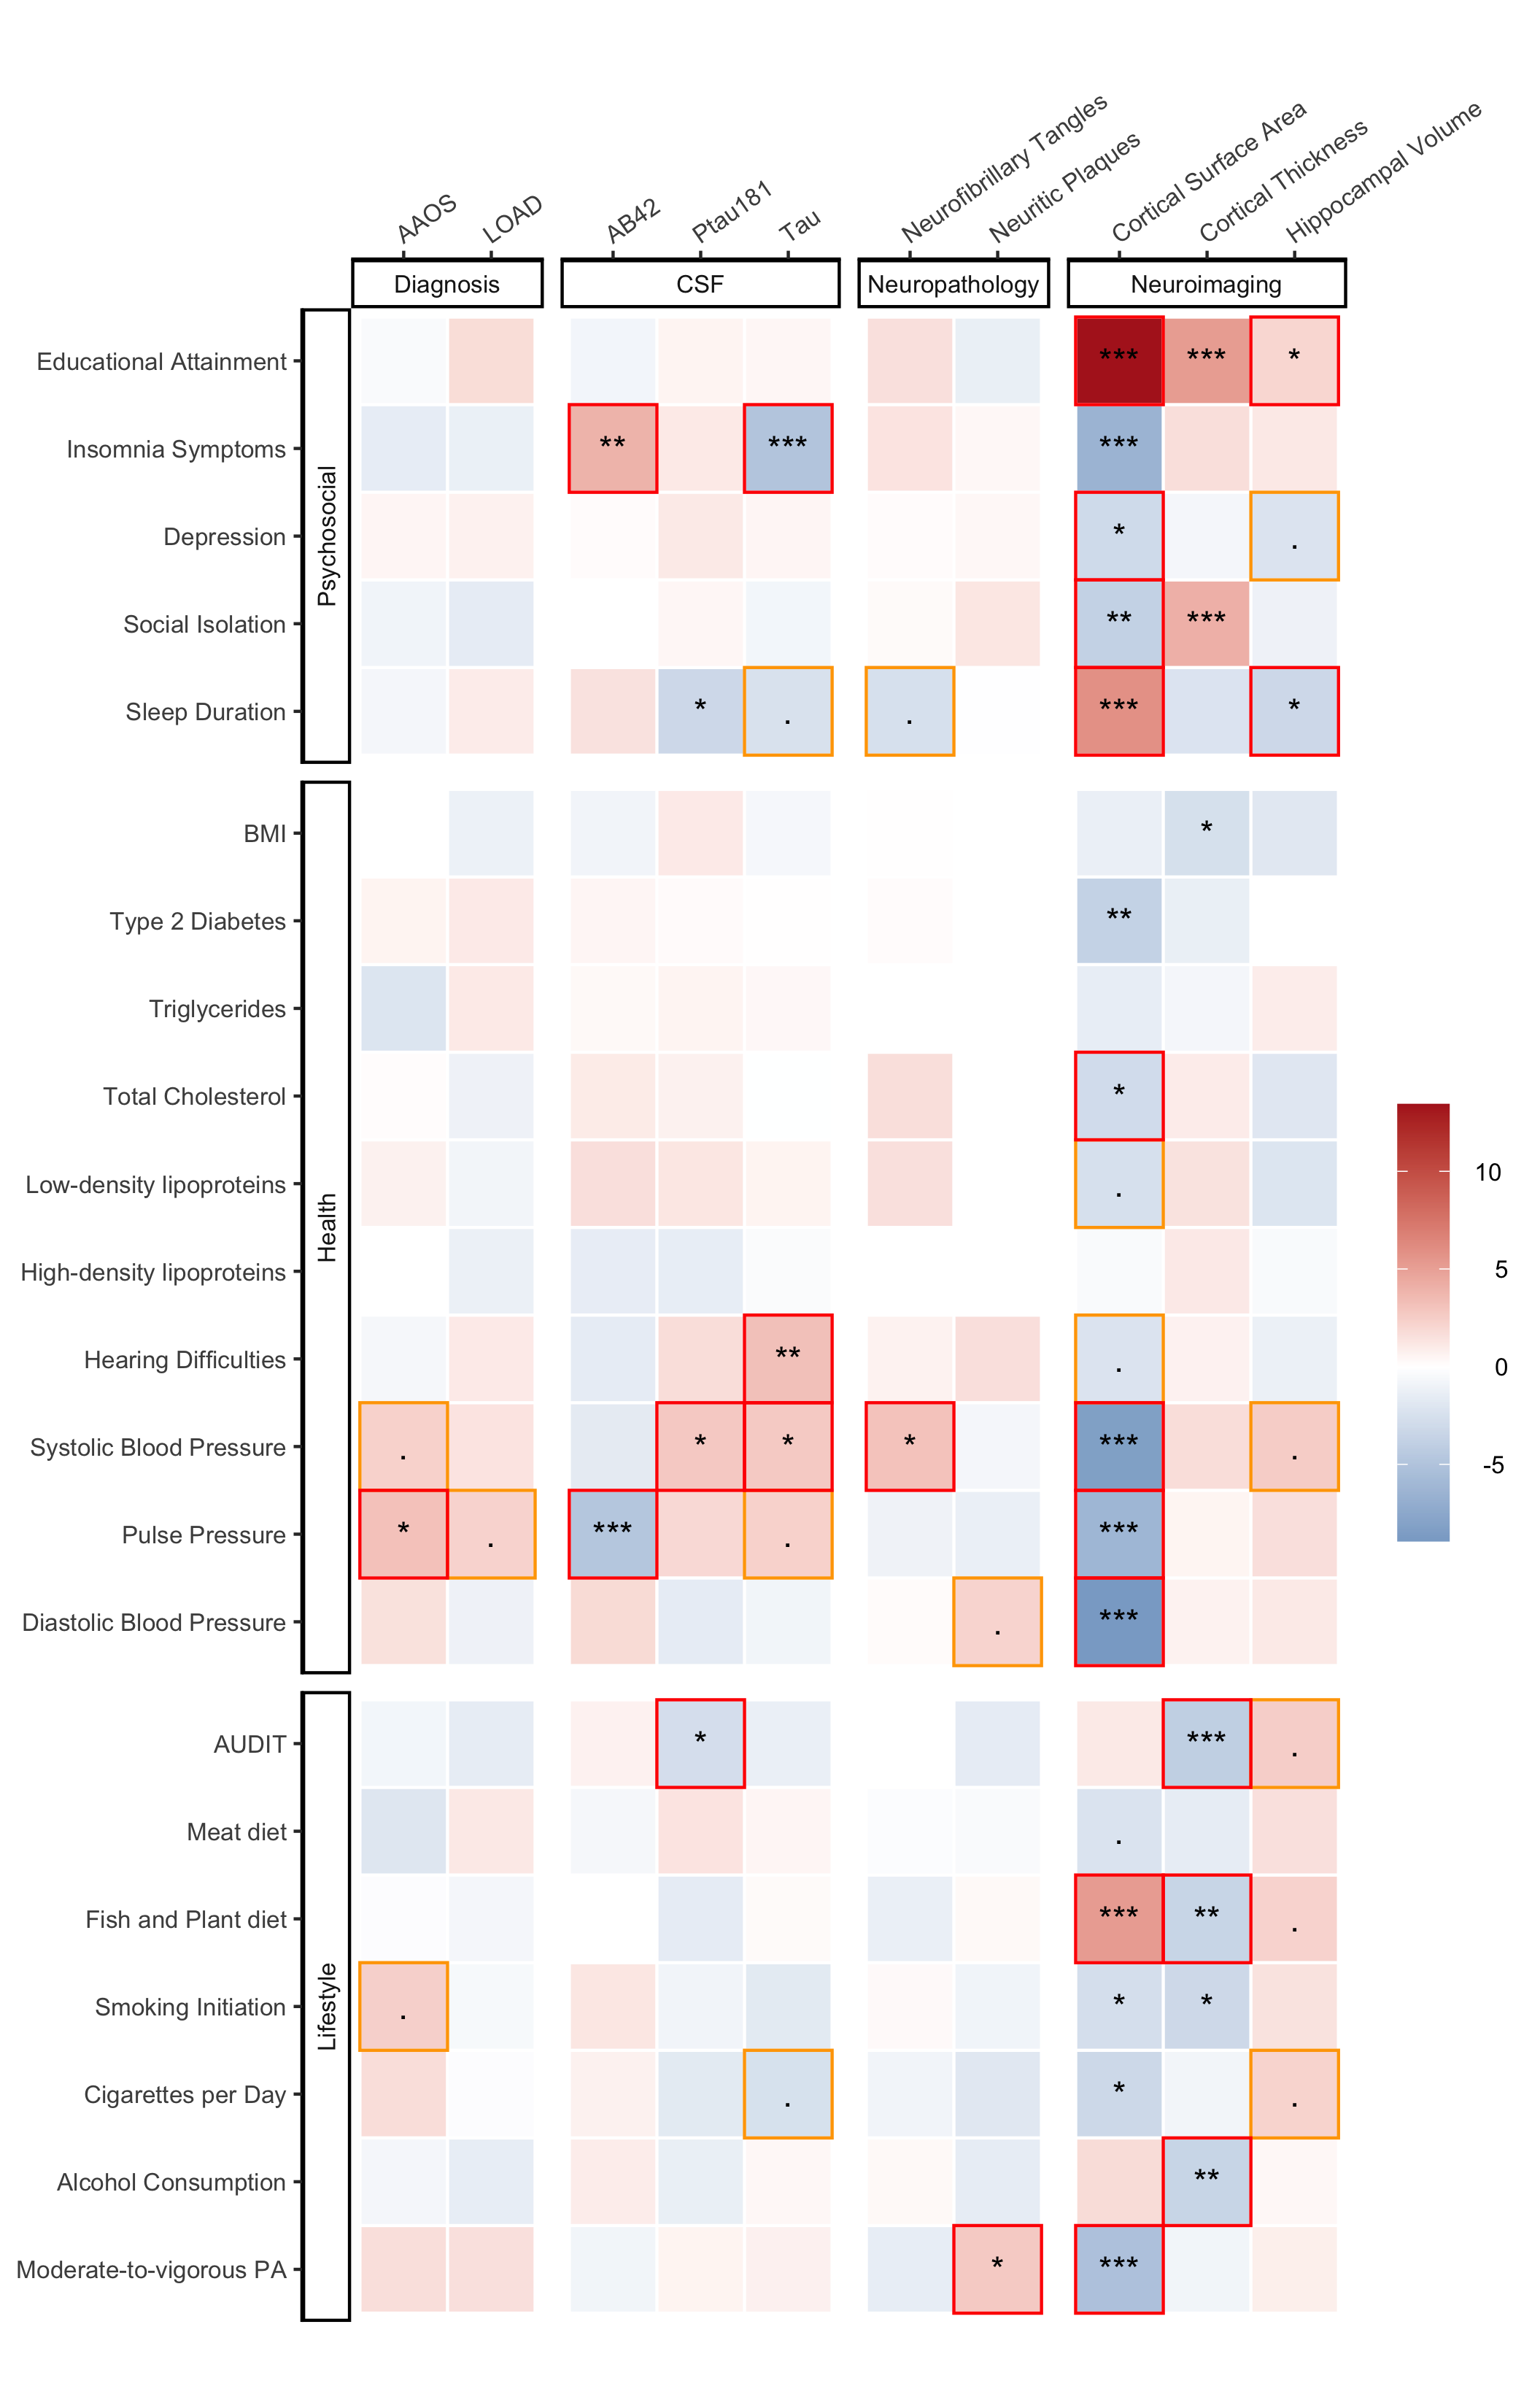 AAOS
LOAD
AB42
Ptau181
Tau
Neurofibrillary Tangles
Neuritic Plaques
Cortical Surface Area
Cortical Thickness
Hippocampal Volume
Diagnosis
CSF
Neuropathology
Neuroimaging
Psychosocial
Educational Attainment *** *** *
Insomnia Symptoms ** *** ***
Depression * .
Social Isolation ** ***
Sleep Duration * . . *** *
Health
BMI *
Type 2 Diabetes **
Triglycerides
Total Cholesterol *
Low-density lipoproteins .
High-density lipoproteins
Hearing Difficulties ** .
Systolic Blood Pressure . * * * *** .
Pulse Pressure * . *** . ***
Diastolic Blood Pressure . ***
Lifestyle
AUDIT * *** .
Meat diet .
Fish and Plant diet *** ** .
Smoking Initiation . * *
Cigarettes per Day . * .
Alcohol Consumption **
Moderate-to-vigorous PA * ***
10
5
0
-5